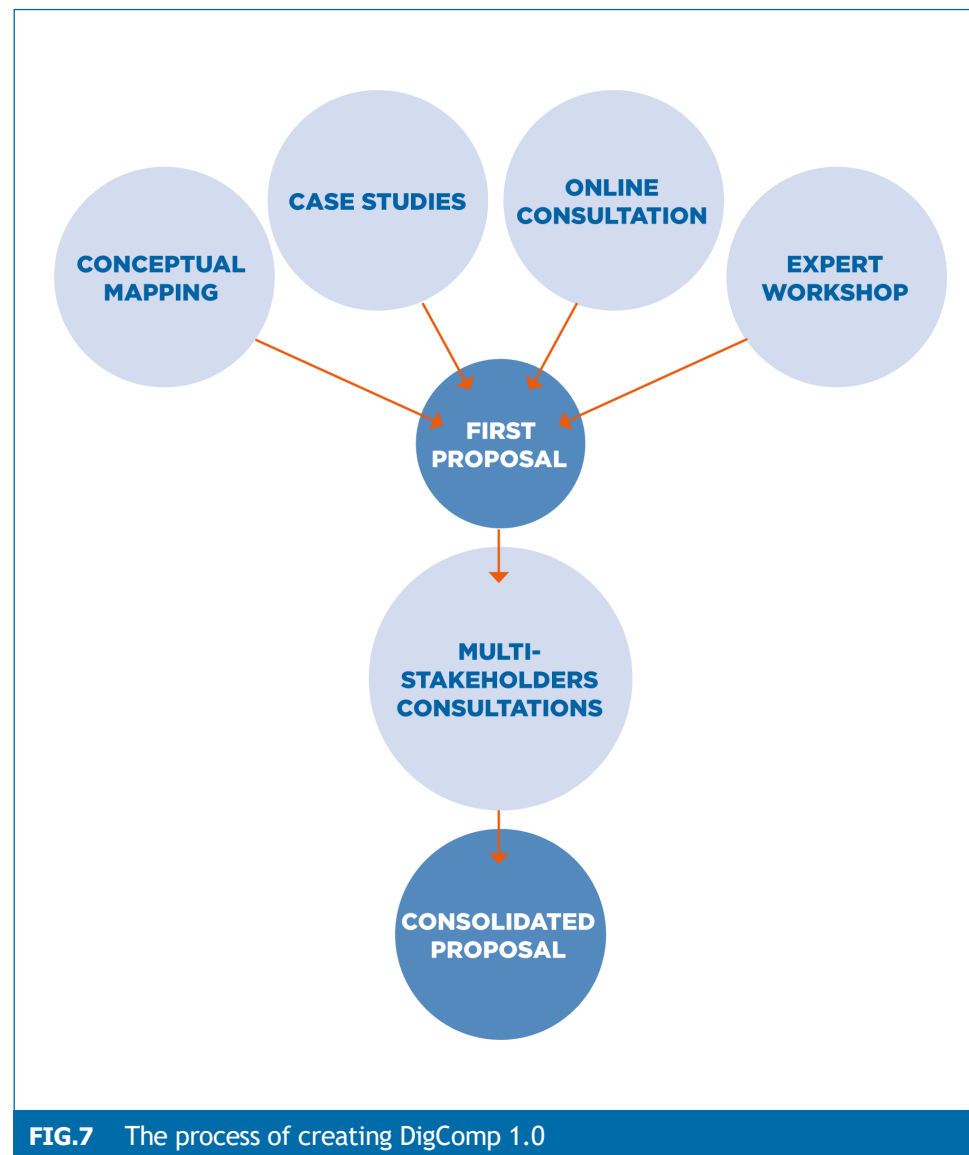 CONCEPTUAL
MAPPING
CASE STUDIES
ONLINE
CONSULTATION
EXPERT
WORKSHOP
FIRST
PROPOSAL
MULTI-
STAKEHOLDERS
CONSULTATIONS
CONSOLIDATED
PROPOSAL
FIG.7 The process of creating DigComp 1.0